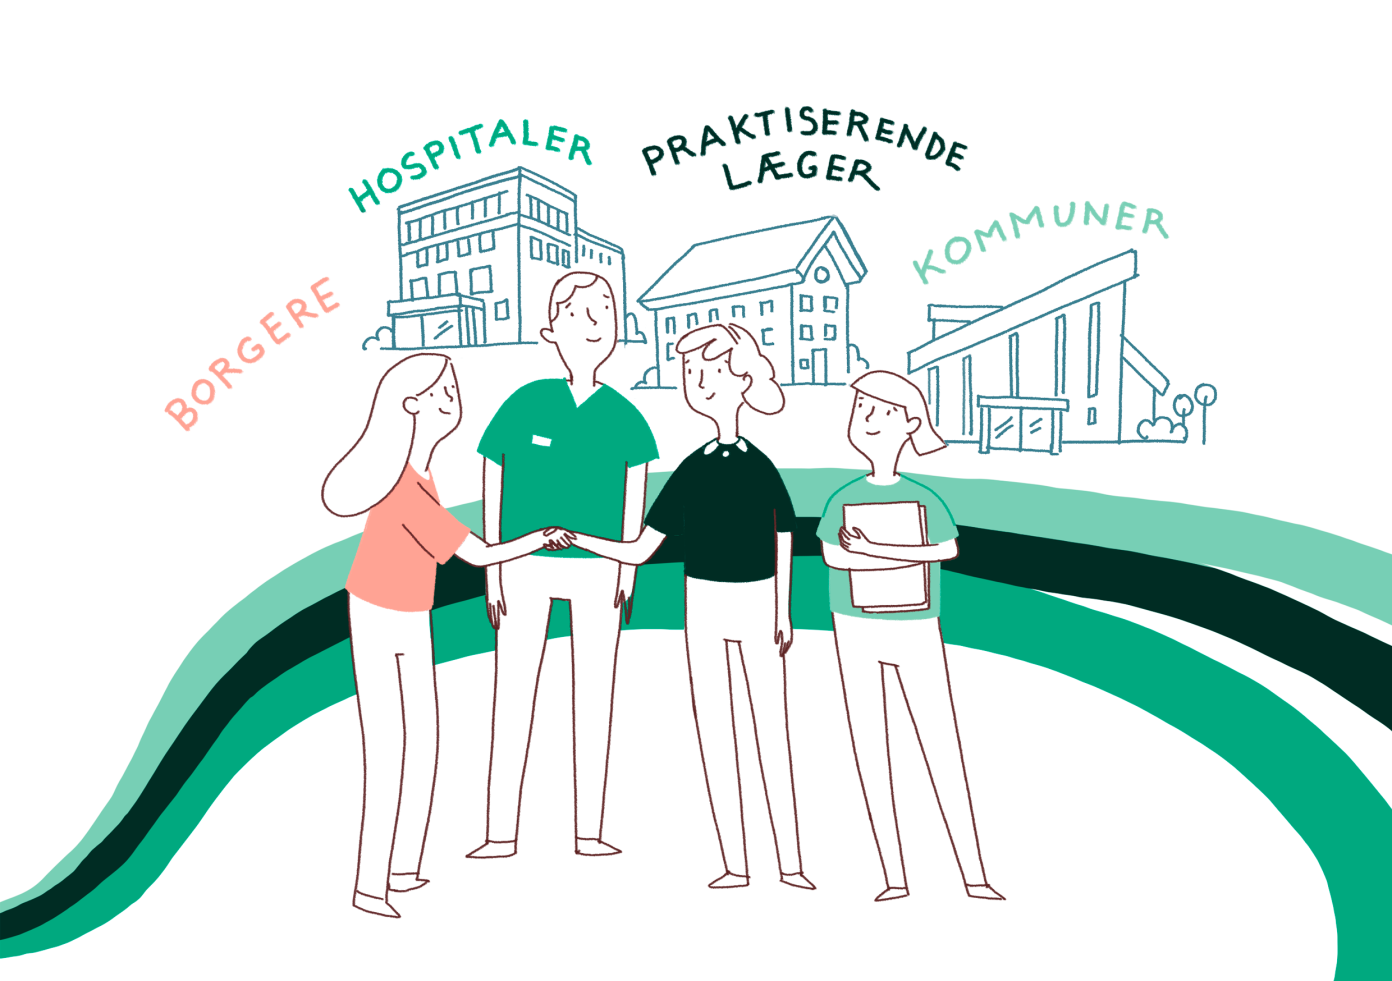 BORGERE
HOSPITALER
PRAKTISERENDE
LÆGER
KOMMUNER